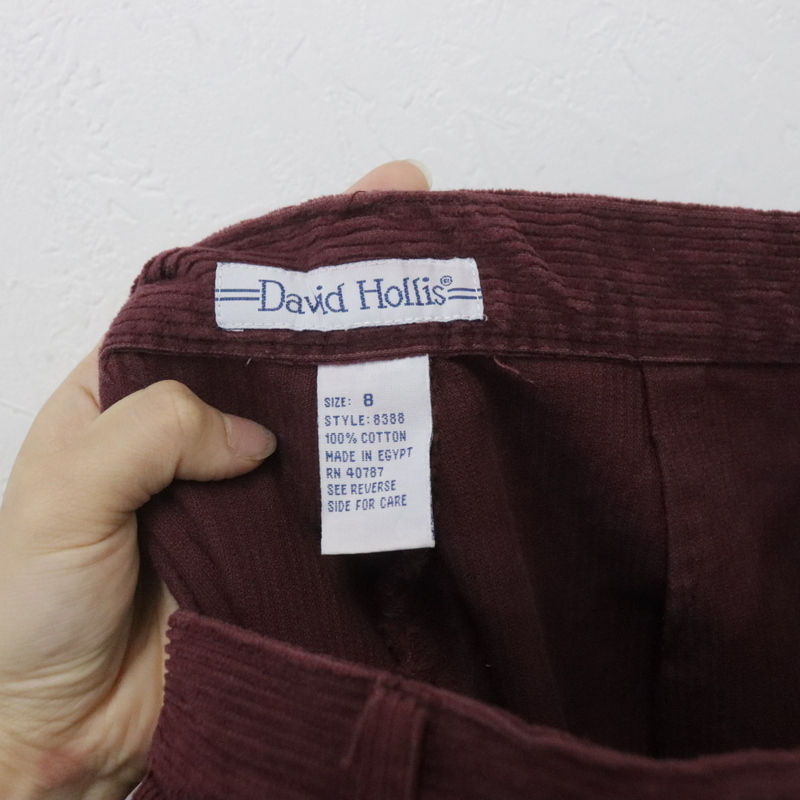 David Hollis®
SIZE: 8
STYLE: 8388
100% COTTON
MADE IN EGYPT
RN 40787
SEE REVERSE
SIDE FOR CARE